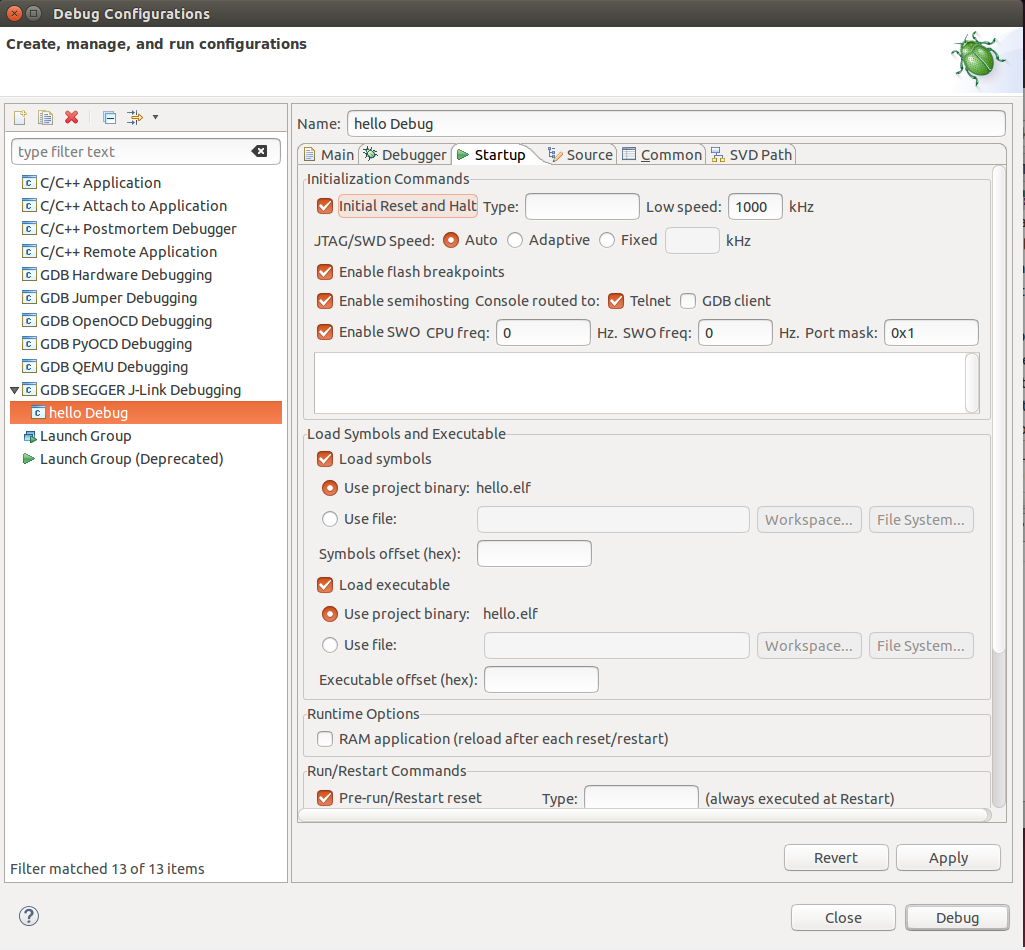 Debug Configurations
Create, manage, and run configurations
type filter text
C/C++ Application
C/C++ Attach to Application
C/C++ Postmortem Debugger
C/C++ Remote Application
GDB Hardware Debugging
GDB Jumper Debugging
GDB OpenOCD Debugging
GDB PyOCD Debugging
GDB QEMU Debugging
GDB SEGGER J-Link Debugging
hello Debug
Launch Group
Launch Group (Deprecated)
Filter matched 13 of 13 items
Name: hello Debug
Main Debugger Startup Source Common SVD Path
Initialization Commands
Initial Reset and Halt Type: Low speed: 1000 kHz
JTAG/SWD Speed: Auto Adaptive Fixed kHz
Enable flash breakpoints
Enable semihosting Console routed to: Telnet GDB client
Enable SWO CPU freq: 0 Hz. SWO freq: 0 Hz. Port mask: 0x1
Load Symbols and Executable
Load symbols
Use project binary: hello.elf
Use file: Workspace... File System...
Symbols offset (hex):
Load executable
Use project binary: hello.elf
Use file: Workspace... File System...
Executable offset (hex):
Runtime Options
RAM application (reload after each reset/restart)
Run/Restart Commands
Pre-run/Restart reset Type: (always executed at Restart)
Revert Apply
? Close Debug